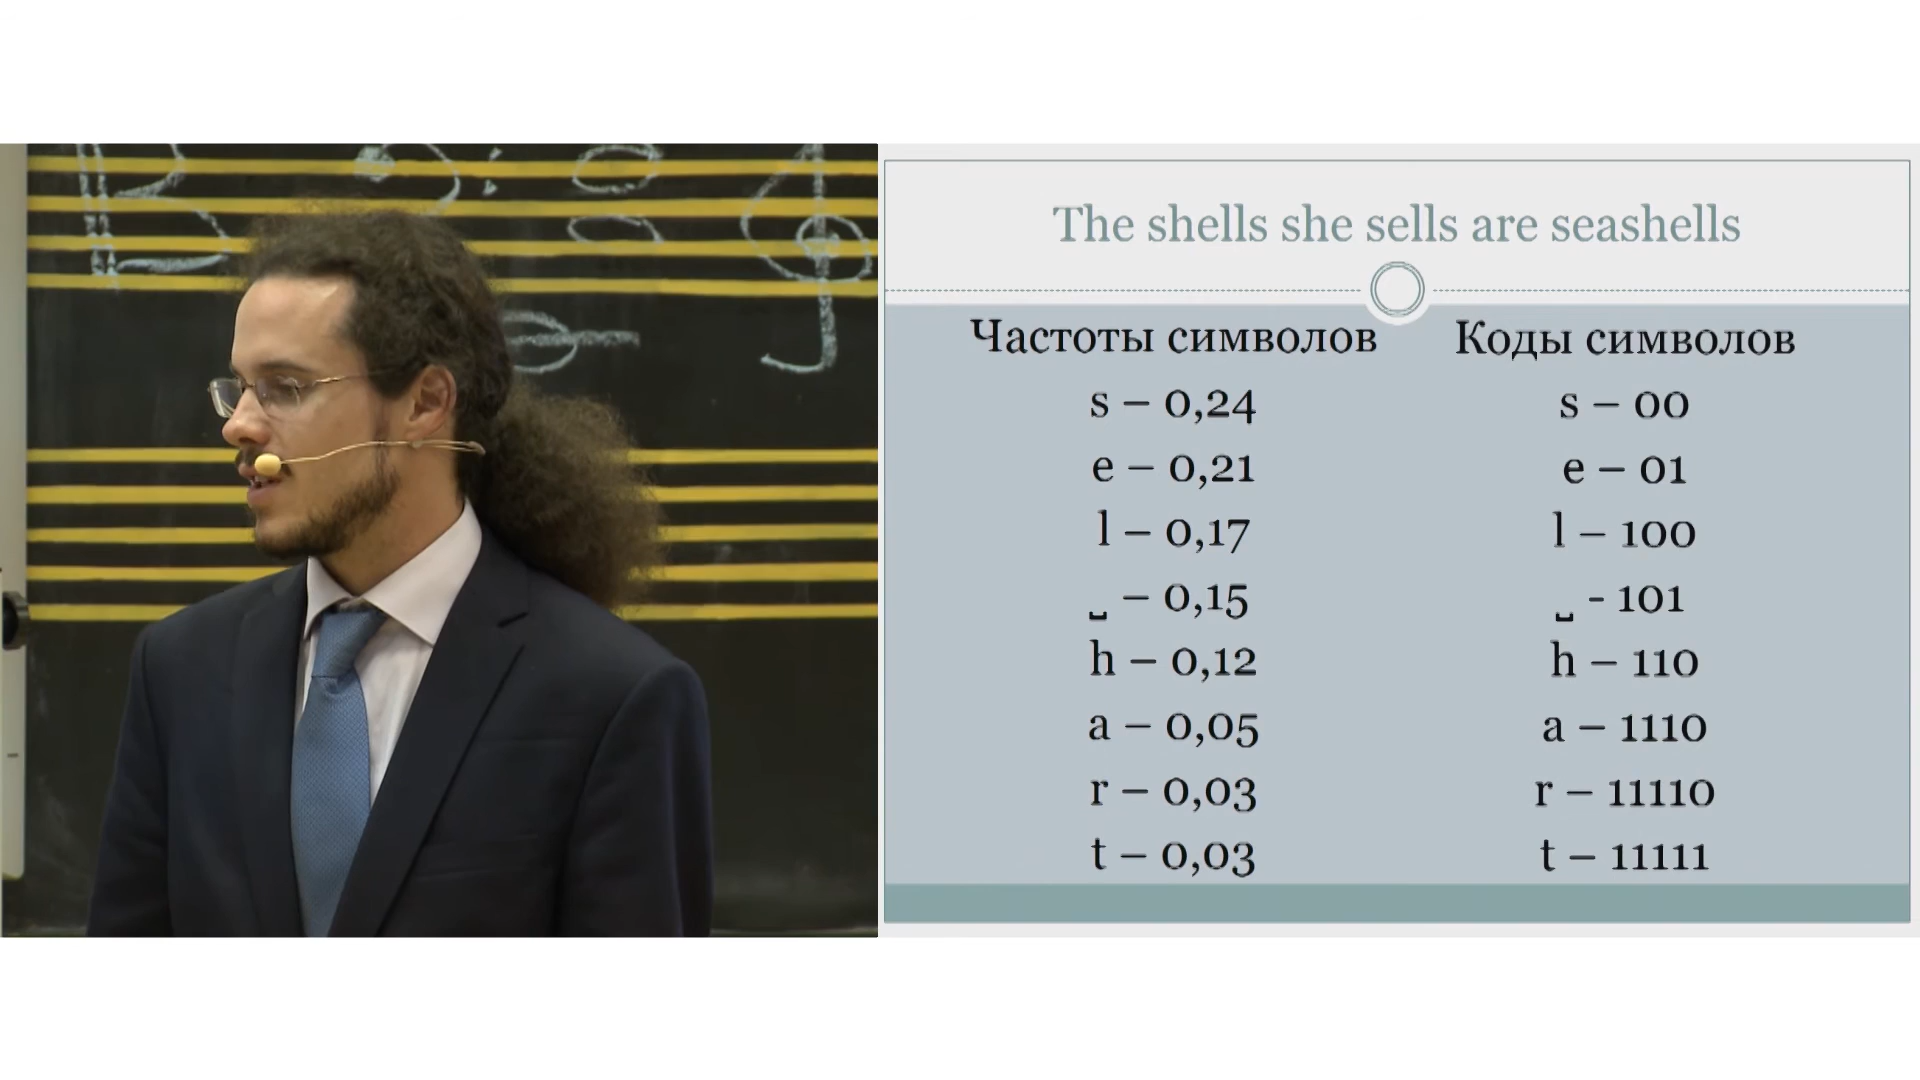 The shells she sells are seashells
Частоты символов
s – 0,24
e – 0,21
l – 0,17
˽ – 0,15
h – 0,12
a – 0,05
r – 0,03
t – 0,03
Коды символов
s – 00
e – 01
l – 100
˽ - 101
h – 110
a – 1110
r – 11110
t – 11111